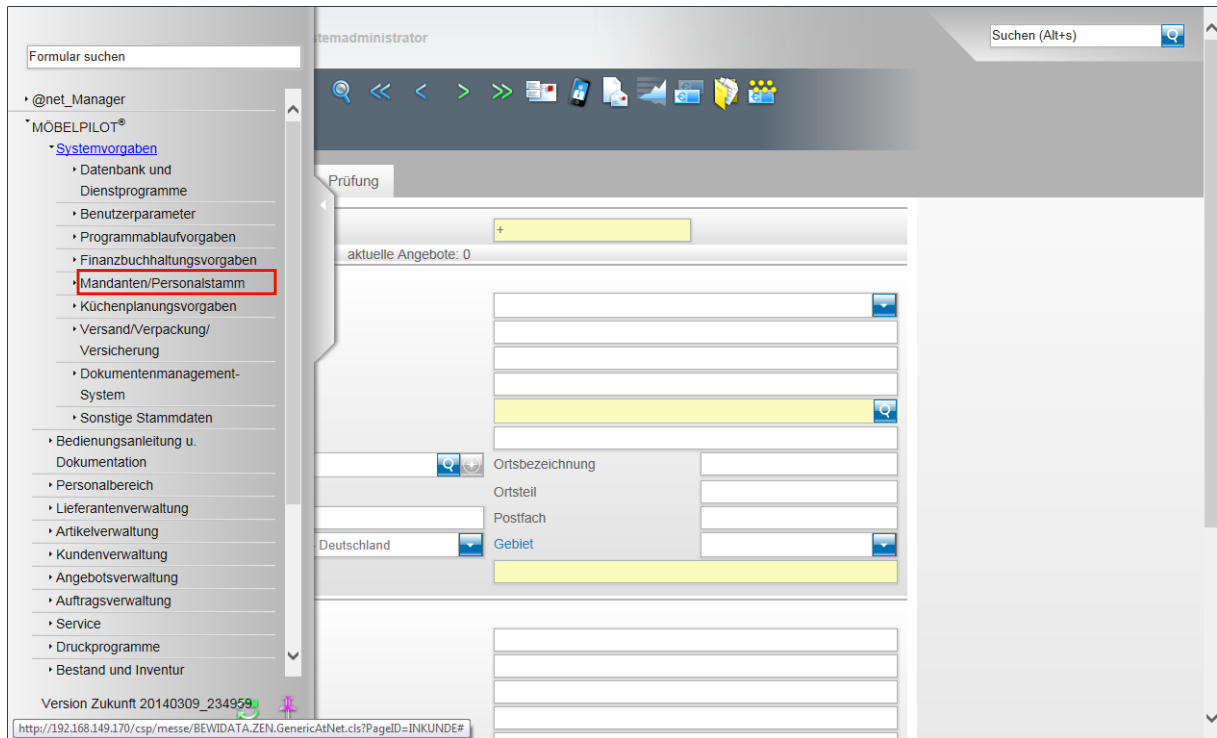 Formular suchen
@net_Manager
MÖBELPILOT®
Systemvorgaben
Datenbank und
Dienstprogramme
Benutzerparameter
Programmablaufvorgaben
Finanzbuchhaltungsvorgaben
Mandanten/Personalstamm
Küchenplanungsvorgaben
Versand/Verpackung/
Versicherung
Dokumentenmanagement-
System
Sonstige Stammdaten
Bedienungsanleitung u.
Dokumentation
Personalbereich
Lieferantenverwaltung
Artikelverwaltung
Kundenverwaltung
Angebotsverwaltung
Auftragsverwaltung
Service
Druckprogramme
Bestand und Inventur
Version Zukunft 20140309_234959
http://192.168.149.170/csp/messe/BEWIDATA.ZEN.GenericAtNet.cls?PageID=INKUNDE#
temadministrator
Suchen (Alt+s)
Prüfung
+
aktuelle Angebote: 0
Ortsbezeichnung
Ortsteil
Postfach
Deutschland
Gebiet